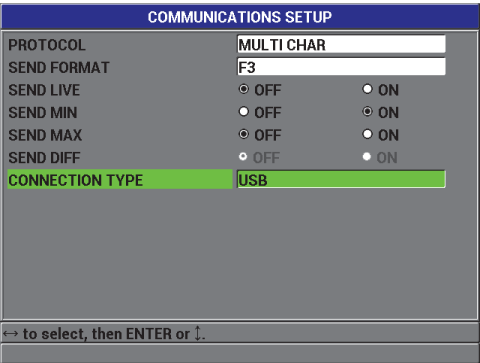 COMMUNICATIONS SETUP
PROTOCOL MULTI CHAR
SEND FORMAT F3
SEND LIVE OFF ON
SEND MIN OFF ON
SEND MAX OFF ON
SEND DIFF OFF ON
CONNECTION TYPE USB
↔ to select, then ENTER or ↕.